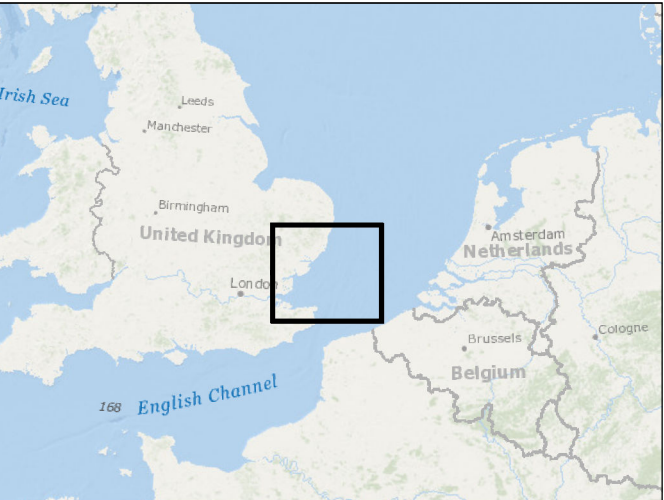 Irish Sea
Leeds
Manchester
Birmingham
United Kingdom
London
Amsterdam
Netherlands
Cologne
Brussels
Belgium
168
English Channel